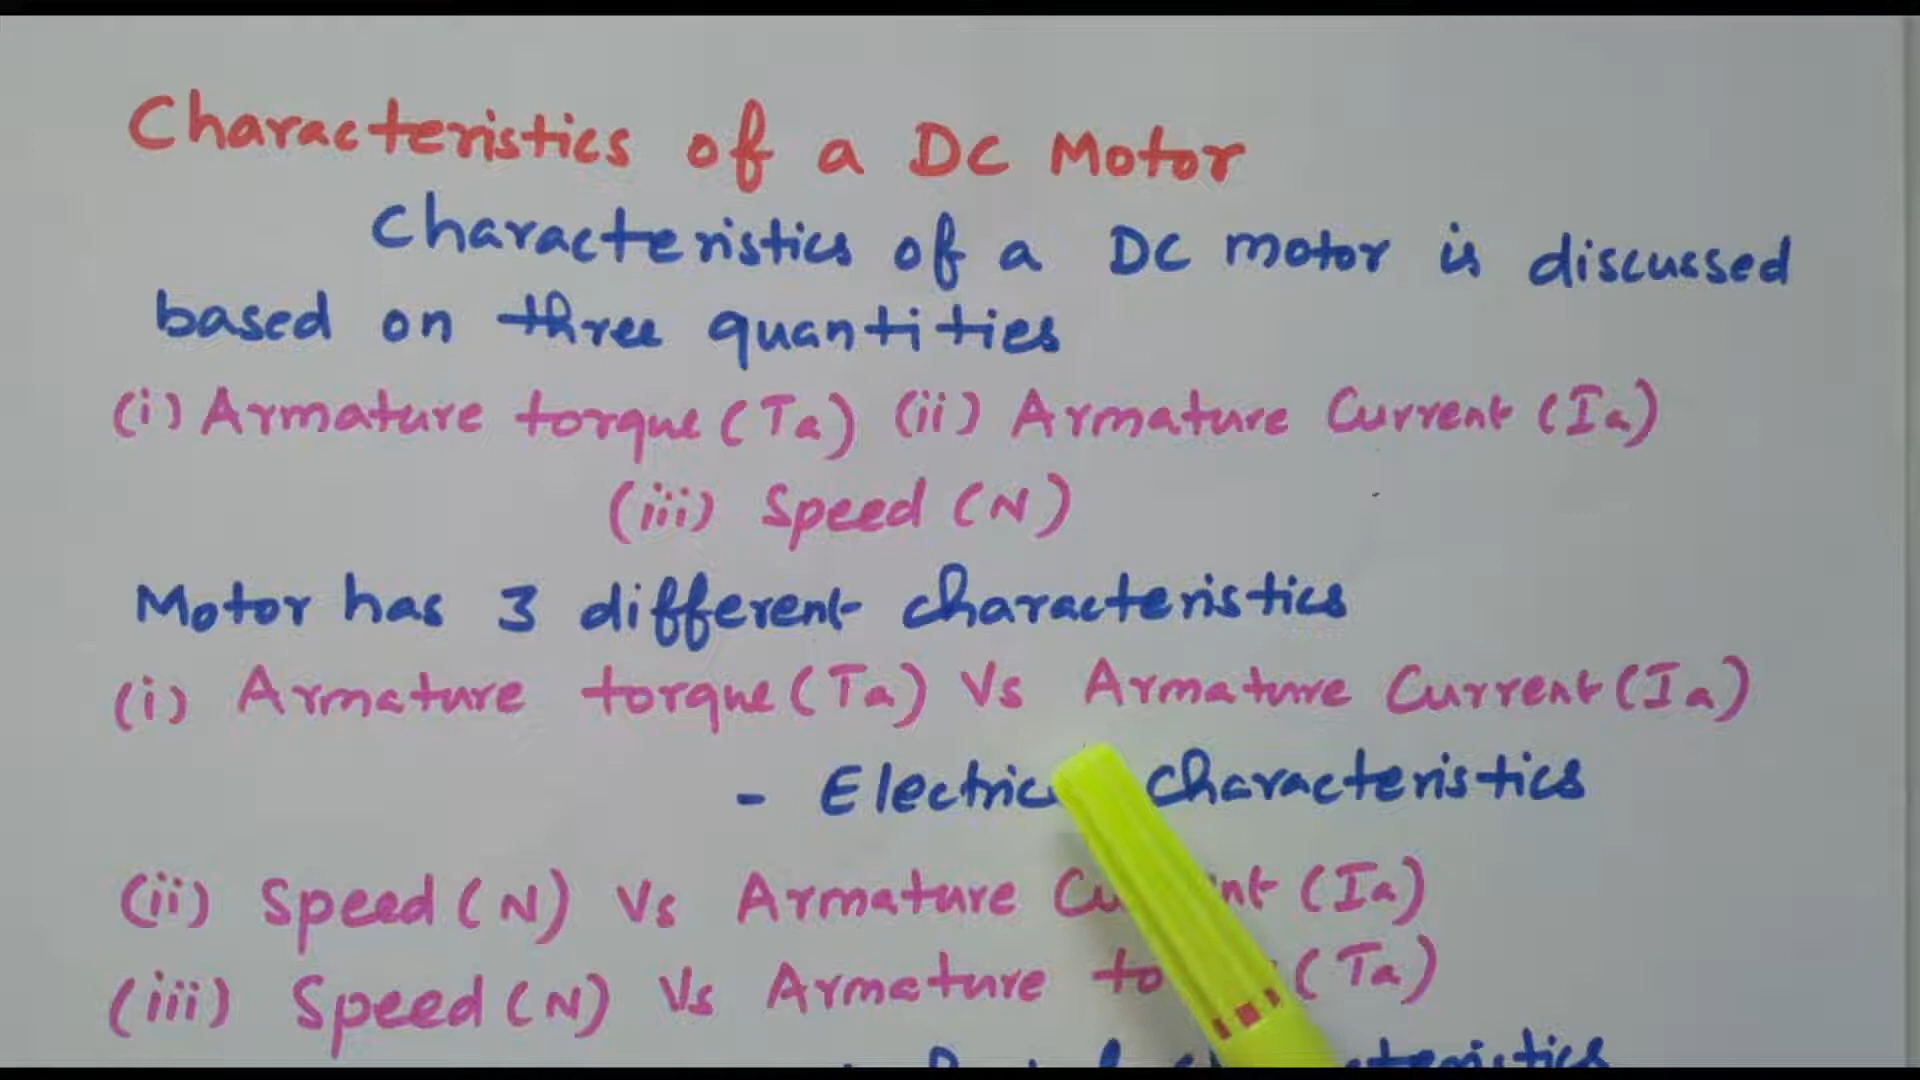 Characteristics of a DC Motor
Characteristics of a DC motor is discussed
based on three quantities
(i) Armature torque (Ta) (ii) Armature Current (Ia)
(iii) Speed (N)
Motor has 3 different characteristics
(i) Armature torque (Ta) Vs Armature Current (Ia)
- characteristics
(ii) Speed (N) Vs Armature (Ia)
(iii) Speed (N) Vs Armature (Ta)